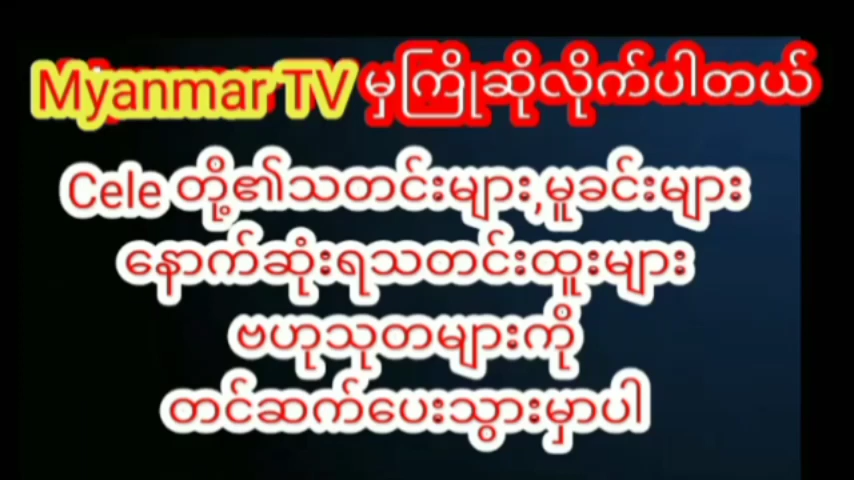 Myanmar TV မှကြိုဆိုလိုက်ပါတယ်
Cele တို့၏သတင်းများ,မူခင်းများ
နောက်ဆုံးရသတင်းထူးများ
ဗဟုသုတများကို
တင်ဆက်ပေးသွားမှာပါ